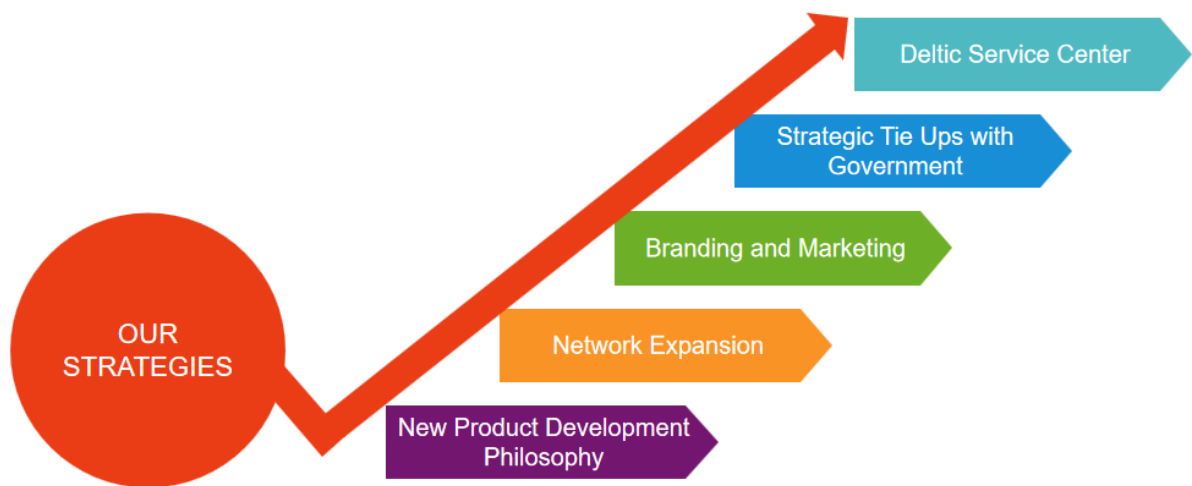 Deltic Service Center
Strategic Tie Ups with
Government
Branding and Marketing
OUR
STRATEGIES
Network Expansion
New Product Development
Philosophy